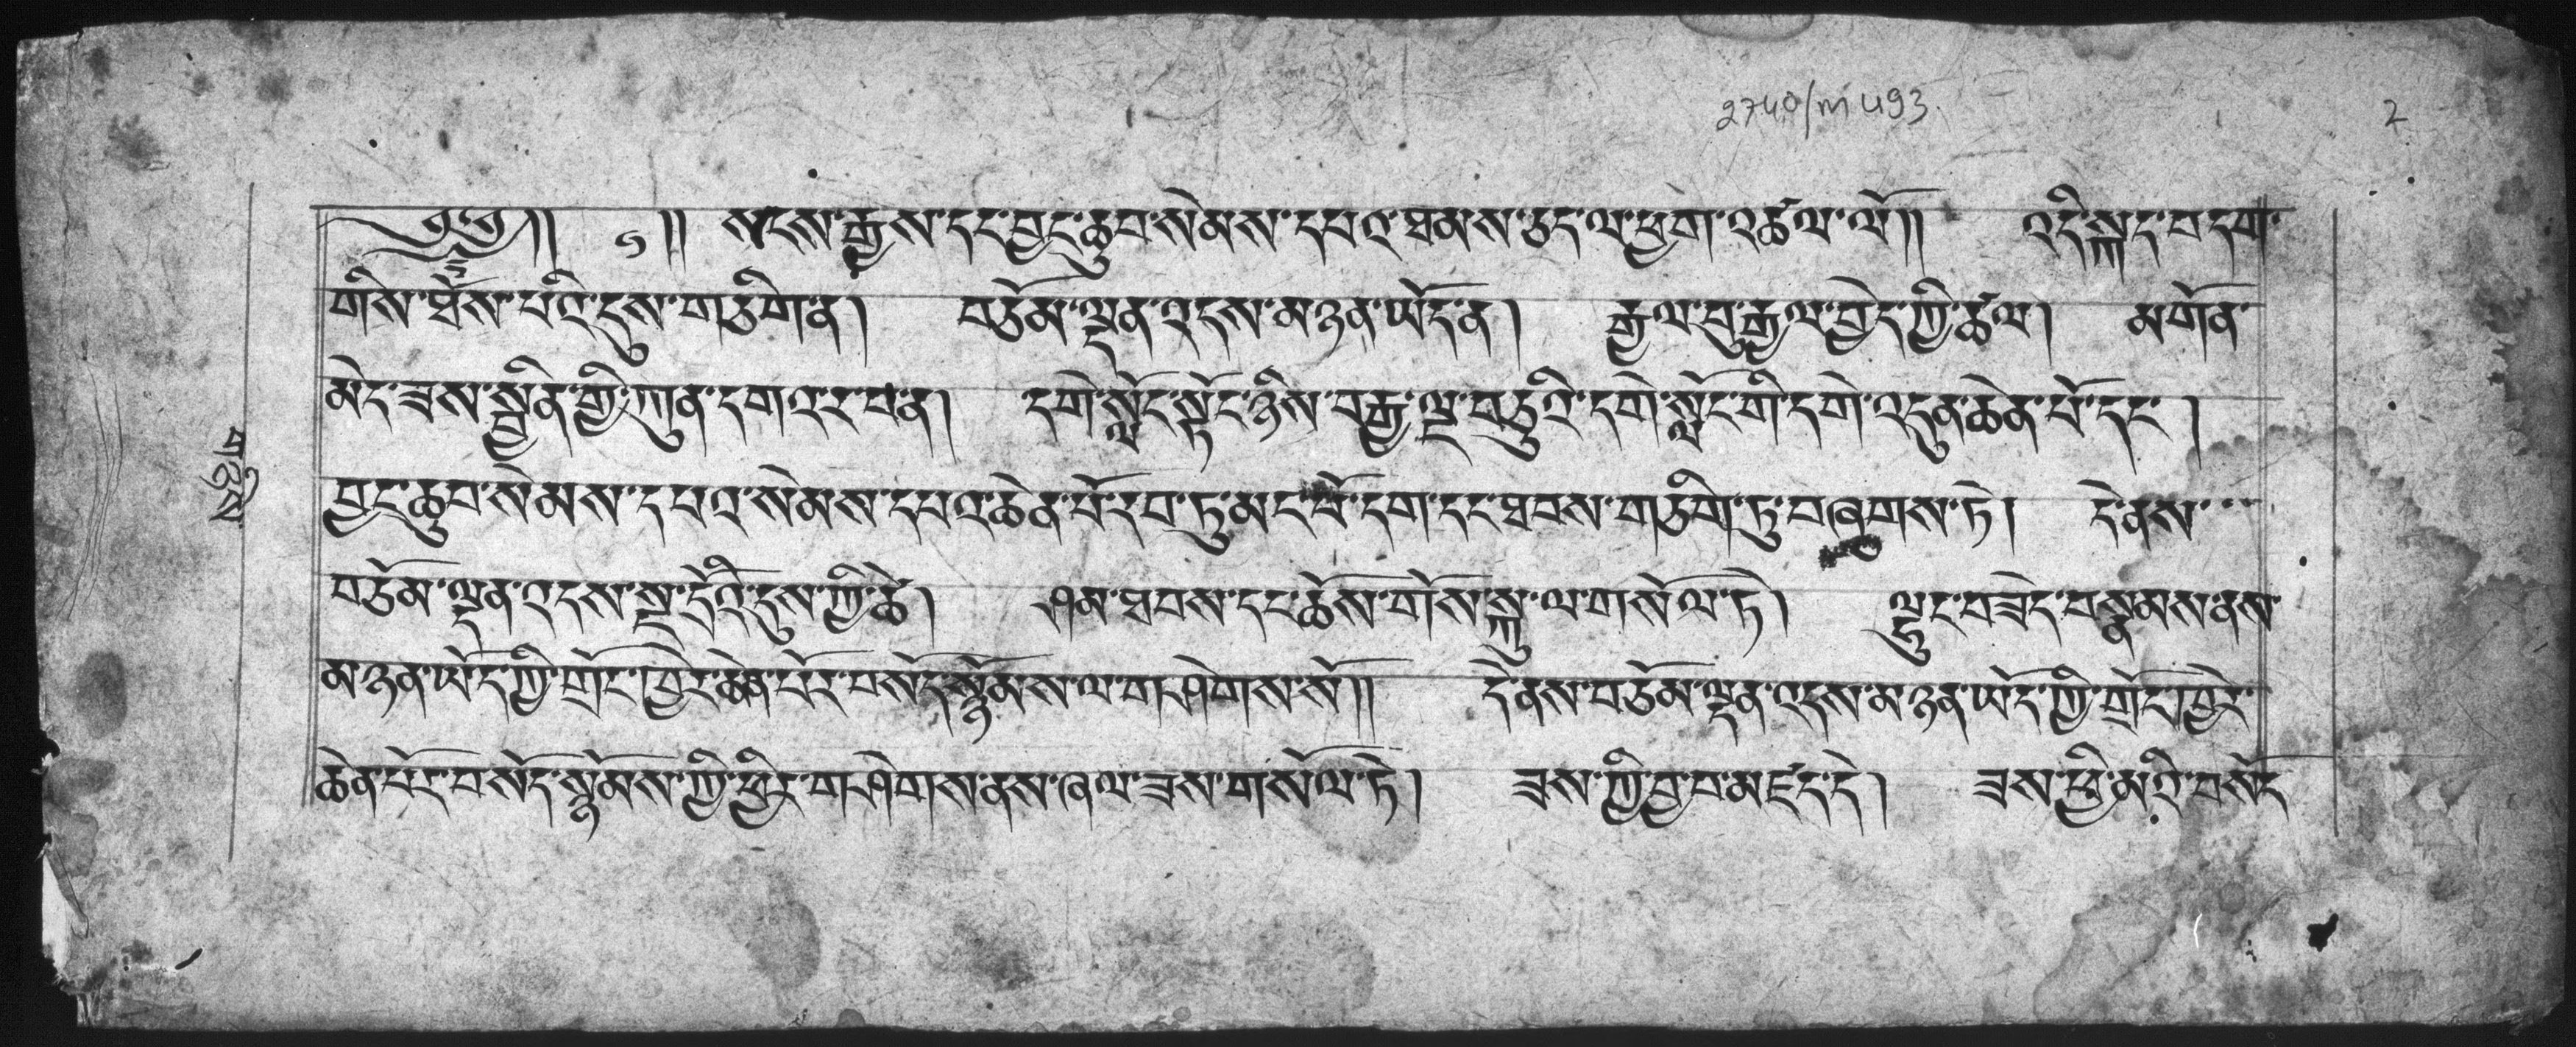 2740/m 493
2
༄༅།། ༌།། སངས་རྒྱས་དང་བྱང་ཆུབ་སེམས་དཔའ་ཐམས་ཅད་ལ་ཕྱག་འཚལ་ལོ།། འདི་སྐད་བདག་
གིས་ཐོས་པའི་དུས་གཅིག་ན། བཅོམ་ལྡན་འདས་མཉན་ཡོད་ན། རྒྱལ་བུ་རྒྱལ་བྱེད་ཀྱི་ཚལ། མགོན་
མེད་ཟས་སྦྱིན་གྱི་ཀུན་དགའ་ར་བ་ན། དགེ་སློང་སྟོང་ཉིས་བརྒྱ་ལྔ་བཅུའི་དགེ་སློང་གི་དགེ་འདུན་ཆེན་པོ་དང་།
བྱང་ཆུབ་སེམས་དཔའ་སེམས་དཔའ་ཆེན་པོ་རབ་ཏུ་མང་པོ་དག་དང་ཐབས་གཅིག་ཏུ་བཞུགས་ཏེ། དེ་ནས་
བཅོམ་ལྡན་འདས་སྔ་དྲོའི་དུས་ཀྱི་ཚེ། ཤམ་ཐབས་དང་ཆོས་གོས་སྐུ་ལ་གསོལ་ཏེ། ལྷུང་བཟེད་བསྣམས་ནས་
མཉན་ཡོད་ཀྱི་གྲོང་ཁྱེར་ཆེན་པོར་བསོད་སྙོམས་ལ་གཤེགས་སོ།། དེ་ནས་བཅོམ་ལྡན་འདས་མཉན་ཡོད་ཀྱི་གྲོང་ཁྱེར་
ཆེན་པོར་བསོད་སྙོམས་ཀྱི་ཕྱིར་གཤེགས་ནས་ཞལ་ཟས་གསོལ་ཏེ། ཟས་ཀྱི་བྱ་བ་མཛད་དེ། ཟས་ཕྱི་མའི་བསོད